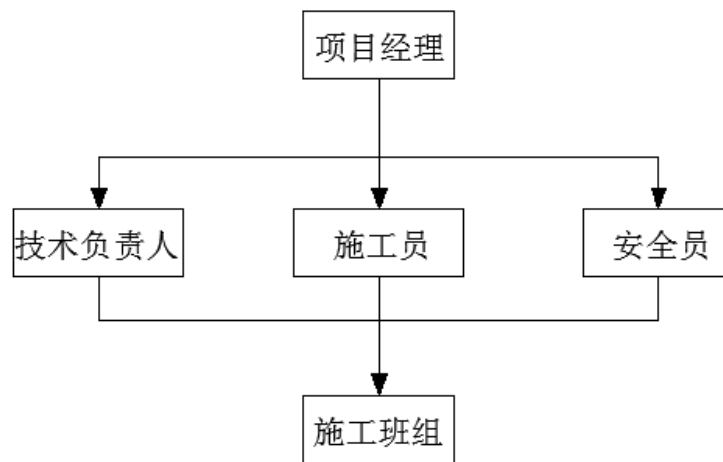 项目经理
技术负责人
施工员
安全员
施工班组